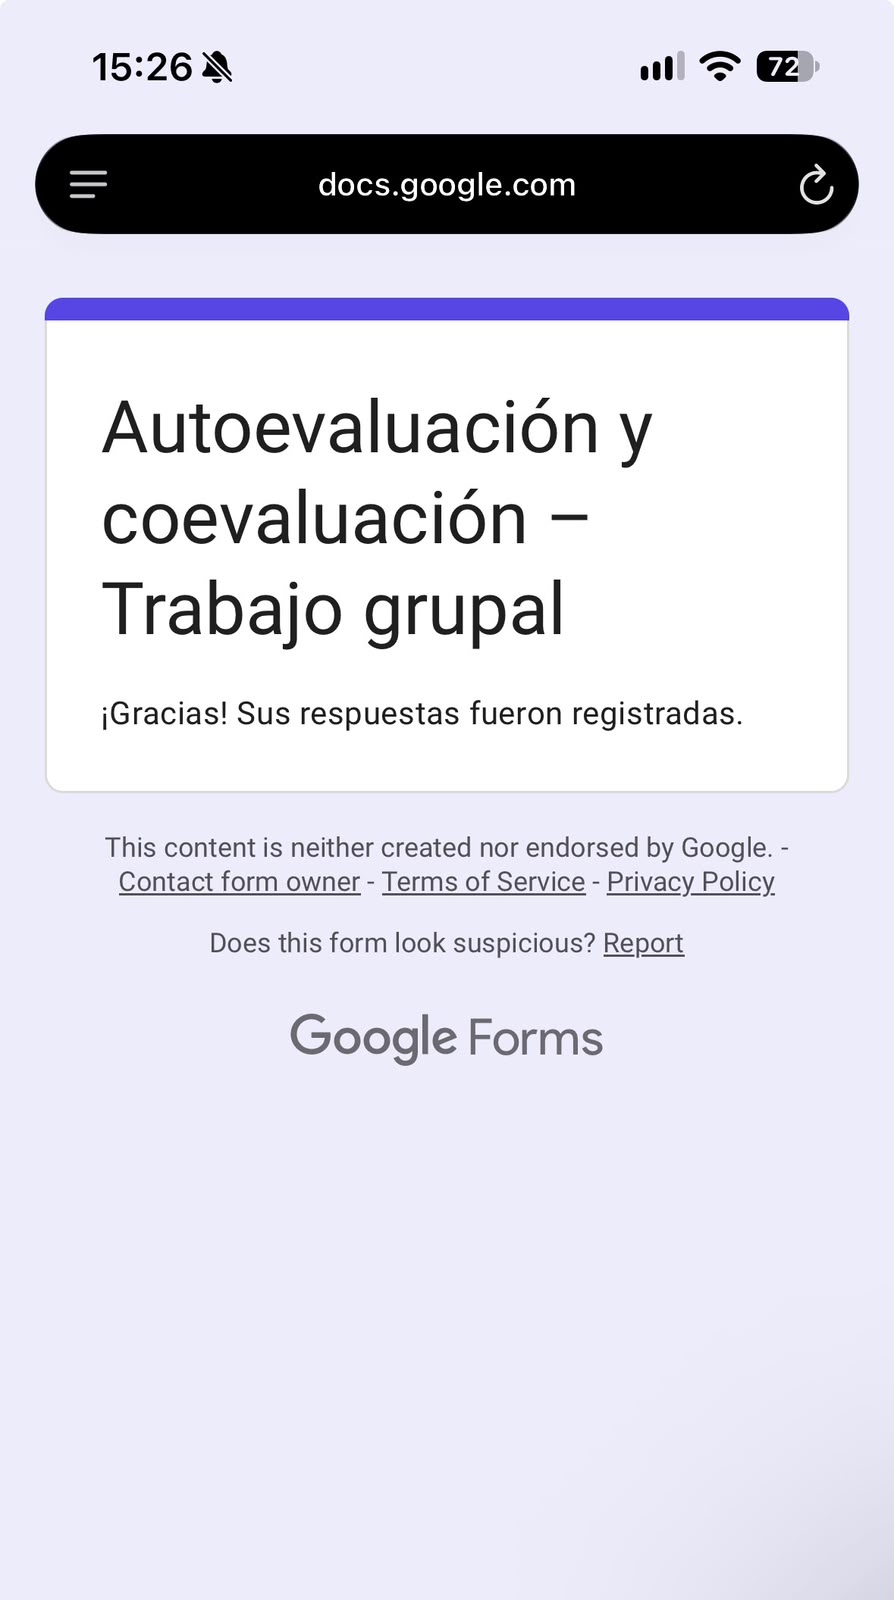 15:26
72
docs.google.com
Autoevaluación y
coevaluación –
Trabajo grupal
¡Gracias! Sus respuestas fueron registradas.
This content is neither created nor endorsed by Google. -
Contact form owner - Terms of Service - Privacy Policy
Does this form look suspicious? Report
Google Forms